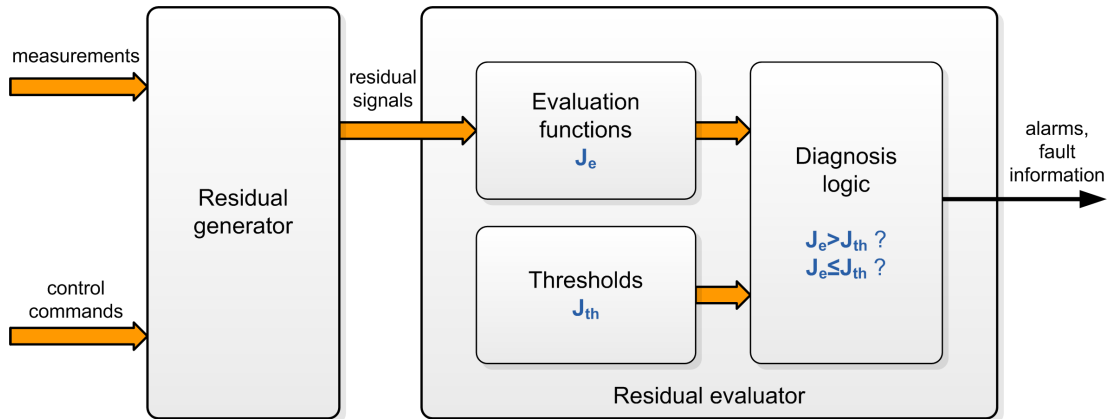 measurements
control
commands
Residual
generator
residual
signals
Evaluation
functions
Jₑ
Thresholds
Jth
Diagnosis
logic
Jₑ>Jth ?
Jₑ≤Jth ?
Residual evaluator
alarms,
fault
information